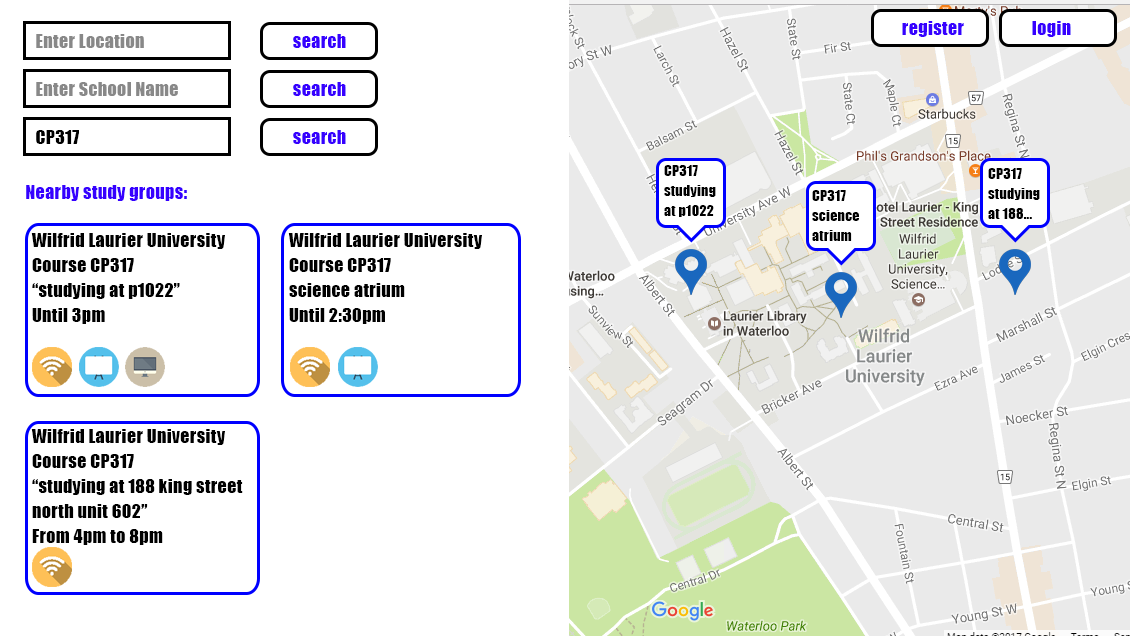 Enter Location
search
Enter School Name
search
CP317
search
Nearby study groups:
Wilfrid Laurier University
Course CP317
“studying at p1022”
Until 3pm
Wilfrid Laurier University
Course CP317
science atrium
Until 2:30pm
Wilfrid Laurier University
Course CP317
“studying at 188 king street
north unit 602”
From 4pm to 8pm
register
login
State St
Hazel St
Fir St
ory St W
Larch St
State Ct
Maple Ct
Starbucks
57
Regina St N
15
Balsam St
Hazel St
Phil's Grandson's Place
CP317
studying
at p1022
CP317
science
atrium
CP317
studying
at 188...
University Ave W
otel Laurier - King
Street Residence
Wilfrid
Laurier
University,
Science...
Waterloo
using...
Albert St
Sunview St
Laurier Library
in Waterloo
Wilfrid
Laurier
University
Marshall St
James St
Elgin Cres
Ezra Ave
Bricker Ave
Seagram Dr
Noecker St
Regina St N
Albert St
15
Elgin St
Central St
Fountain St
Central Dr
Young St W
Young S
Google
Waterloo Park